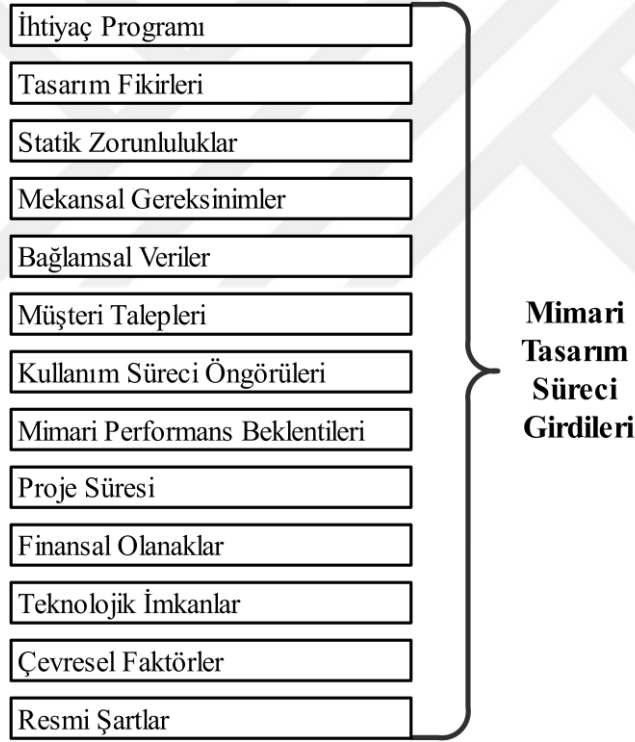 İhtiyaç Programı
Tasarım Fikirleri
Statik Zorunluluklar
Mekansal Gereksinimler
Bağlamsal Veriler
Müşteri Talepleri
Kullanım Süreci Öngörüleri
Mimari Performans Beklentileri
Proje Süresi
Finansal Olanaklar
Teknolojik İmkanlar
Çevresel Faktörler
Resmi Şartlar
Mimari
Tasarım
Süreci
Girdileri